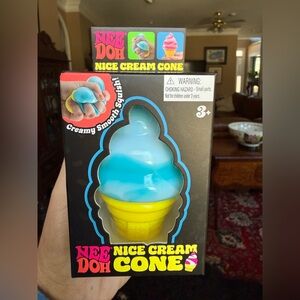 NEE
DOH
NICE CREAM CONE
Creamy Smooth Squish!
WARNING:
CHOKING HAZARD - Small parts.
Not for children under 3 years.
3+
NEE
DOH
NICE CREAM
CONE